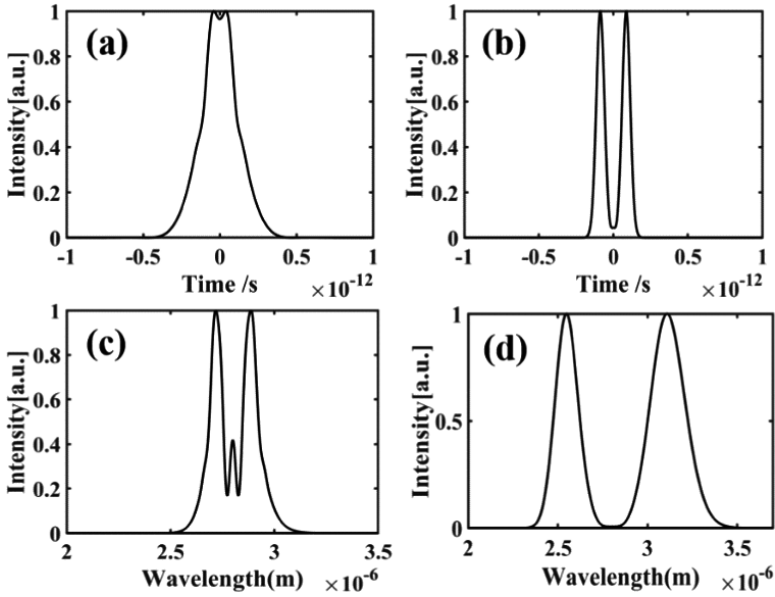 (a)
Intensity[a.u.]
1
0.8
0.6
0.4
0.2
0
-1 -0.5 0 0.5 1
Time /s ×10-12
(b)
Intensity[a.u.]
1
0.8
0.6
0.4
0.2
0
-1 -0.5 0 0.5 1
Time /s ×10-12
(c)
Intensity[a.u.]
1
0.8
0.6
0.4
0.2
0
2 2.5 3 3.5
Wavelength(m) ×10-6
(d)
Intensity[a.u.]
1
0.5
0
2 2.5 3 3.5
Wavelength(m) ×10-6